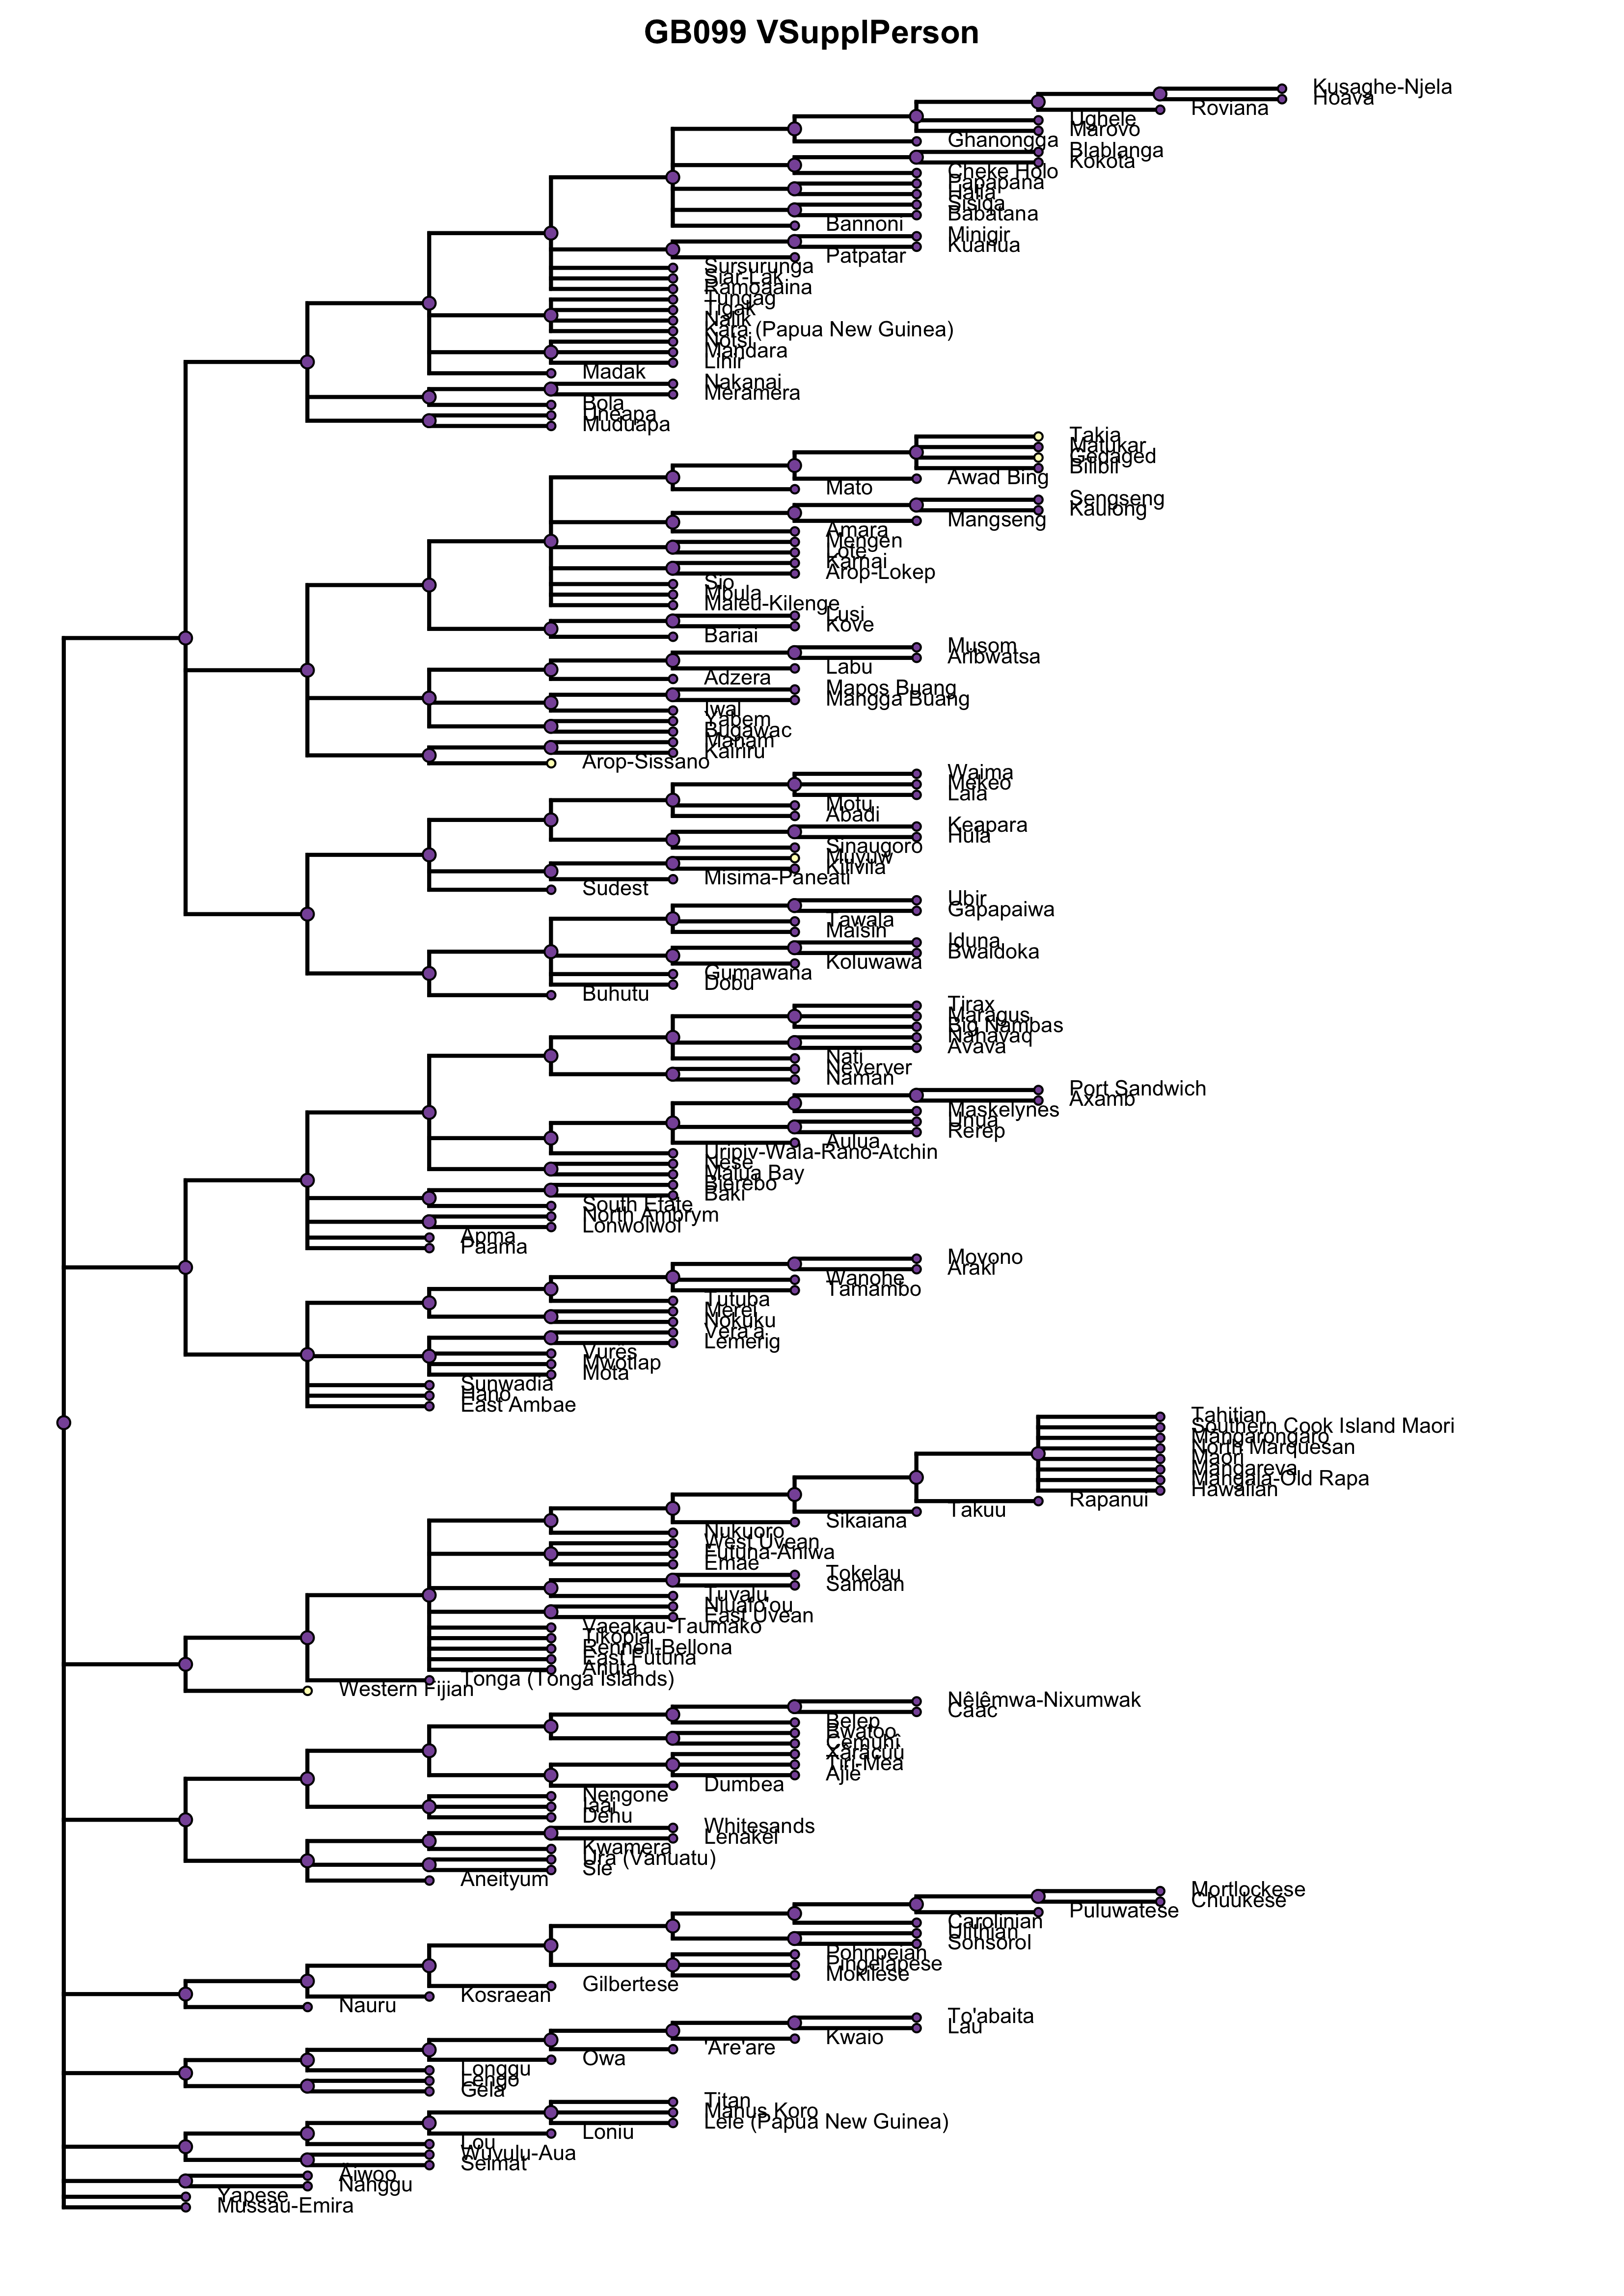 GB099 VSupplPerson
Kusaghe-Njela
Hoava
Roviana
Ughele
Marovo
Ghanongga
Blablanga
Kokota
Cheke Holo
Papapana
Halia
Sisiqa
Babatana
Bannoni
Minigir
Kuanua
Patpatar
Sursurunga
Siar-Lak
Ramoaaina
Tungag
Tigak
Nalik
Kara (Papua New Guinea)
Notsi
Mandara
Lihir
Madak
Nakanai
Meramera
Bola
Uneapa
Muduapa
Takia
Matukar
Gedaged
Bilibil
Awad Bing
Mato
Sengseng
Kaulong
Mangseng
Amara
Mengen
Lote
Karnai
Arop-Lokep
Sio
Mbula
Maleu-Kilenge
Lusi
Kove
Bariai
Musom
Aribwatsa
Labu
Adzera
Mapos Buang
Mangga Buang
Iwal
Yabem
Bugawac
Manam
Kairiru
Arop-Sissano
Waima
Mekeo
Lala
Motu
Abadi
Keapara
Hula
Sinaugoro
Muyuw
Kilivila
Misima-Paneati
Sudest
Ubir
Gapapaiwa
Tawala
Maisin
Iduna
Bwaidoka
Koluwawa
Gumawana
Dobu
Buhutu
Tirax
Maragus
Big Nambas
Nahavaq
Avava
Nati
Neverver
Naman
Port Sandwich
Axamb
Maskelynes
Unua
Rerep
Aulua
Uripiv-Wala-Rano-Atchin
Nese
Malua Bay
Bierebo
Baki
South Efate
North Ambrym
Lonwolwol
Apma
Paama
Movono
Araki
Wanohe
Tamambo
Tutuba
Merei
Nokuku
Vera'a
Lemerig
Vures
Mwotlap
Mota
Sunwadia
Hano
East Ambae
Tahitian
Southern Cook Island Maori
Mangarongaro
North Marquesan
Maori
Mangareva
Mangaia-Old Rapa
Hawaiian
Rapanui
Takuu
Sikaiana
Nukuoro
West Uvean
Futuna-Aniwa
Emae
Tokelau
Samoan
Tuvalu
Niuafo'ou
East Uvean
Vaeakau-Taumako
Tikopia
Rennell-Bellona
East Futuna
Anuta
Tonga (Tonga Islands)
Western Fijian
Nêlêmwa-Nixumwak
Caac
Belep
Bwatoo
Cemuhî
Xârâcùù
Tiri-Mea
Ajië
Dumbea
Nengone
Iaai
Dehu
Whitesands
Lenakel
Kwamera
Ura (Vanuatu)
Sie
Aneityum
Mortlockese
Chuukese
Puluwatese
Carolinian
Ulithian
Sonsorol
Pohnpeian
Pingelapese
Mokilese
Gilbertese
Kosraean
Nauru
To'abaita
Lau
Kwaio
'Are'are
Owa
Longgu
Lengo
Gela
Titan
Manus Koro
Lele (Papua New Guinea)
Loniu
Lou
Wuvulu-Aua
Seimat
Äiwoo
Nanggu
Yapese
Mussau-Emira